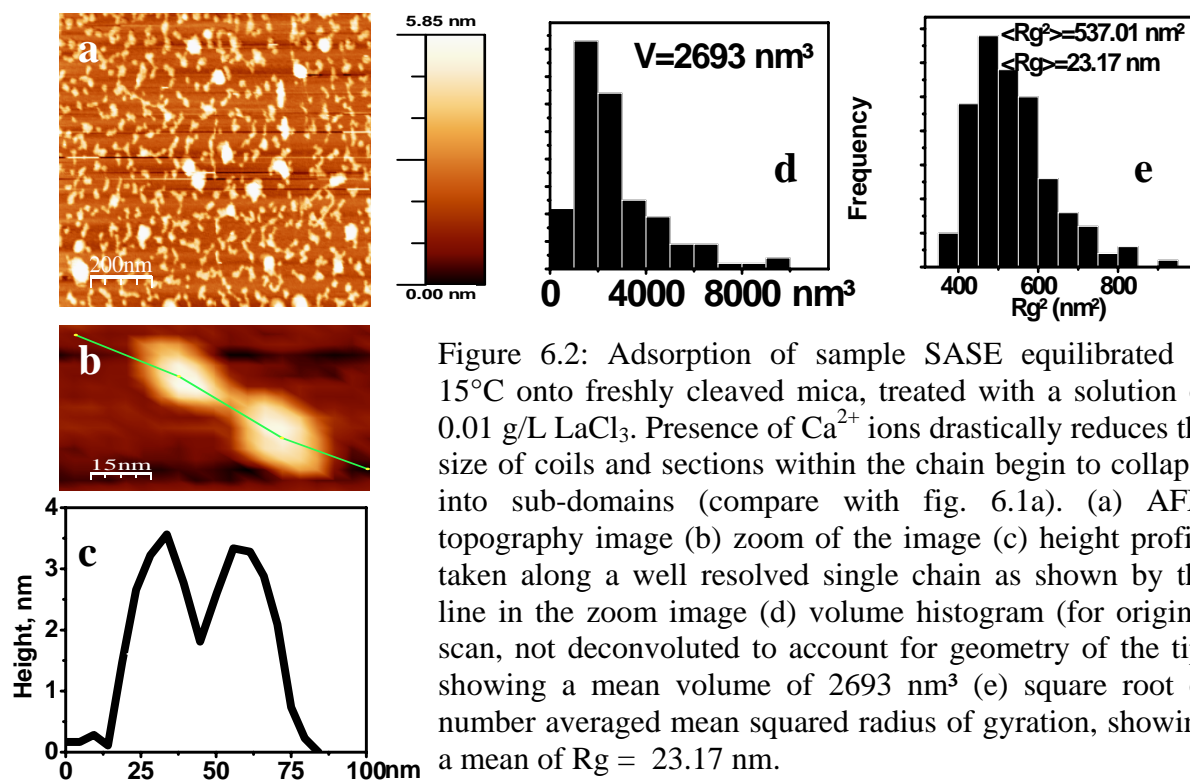 a
200nm
5.85 nm
0.00 nm
V=2693 nm³
d
0 4000 8000 nm³
Frequency
<Rg²>=537.01 nm²
<Rg>=23.17 nm
e
400 600 800
Rg² (nm²)
b
15nm
c
Height, nm
4
3
2
1
0
0 25 50 75 100nm
Figure 6.2: Adsorption of sample SASE equilibrated
15°C onto freshly cleaved mica, treated with a solution
0.01 g/L LaCl₃. Presence of Ca²⁺ ions drastically reduces th
size of coils and sections within the chain begin to collap
into sub-domains (compare with fig. 6.1a). (a) AF
topography image (b) zoom of the image (c) height profi
taken along a well resolved single chain as shown by th
line in the zoom image (d) volume histogram (for origin
scan, not deconvoluted to account for geometry of the ti
showing a mean volume of 2693 nm³ (e) square root
number averaged mean squared radius of gyration, showin
a mean of Rg = 23.17 nm.